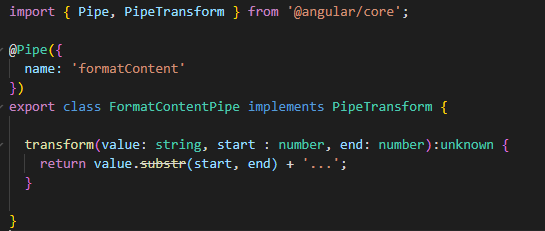 import { Pipe, PipeTransform } from '@angular/core';
@Pipe({
name: 'formatContent'
})
export class FormatContentPipe implements PipeTransform {
transform(value: string, start : number, end: number):unknown {
return value.substr(start, end) + '...';
}
}